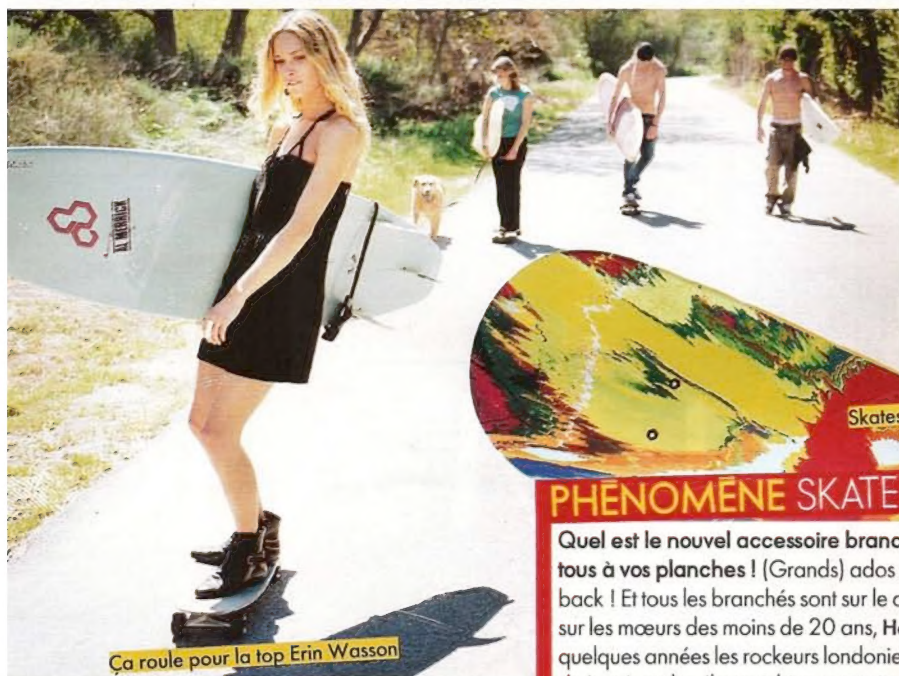 AL MERRICK
Skates
PHĒNOMĒNE SKATE
Quel est le nouvel accessoire branc
tous à vos planches ! (Grands) ados
back ! Et tous les branchés sont sur le
sur les mœurs des moins de 20 ans, H
quelques années les rockeurs londonie
Ça roule pour la top Erin Wasson